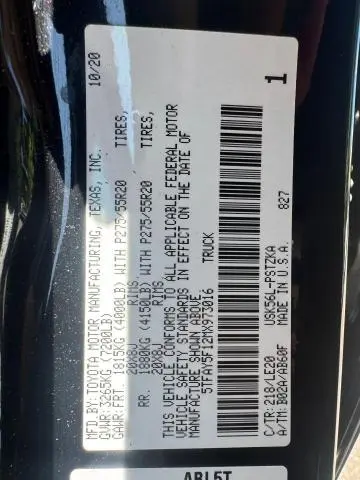 MFD. BY: TOYOTA MOTOR MANUFACTURING, TEXAS, INC. 10/20
GVWR: 3265KG (7200LB)
GAWR: FRT. 1815KG (4000LB) WITH P275/55R20 TIRES,
20X8J RIMS
RR. 1880KG (4150LB) WITH P275/55R20 TIRES,
20X8J RIMS
THIS VEHICLE CONFORMS TO ALL APPLICABLE FEDERAL MOTOR
VEHICLE SAFETY STANDARDS IN EFFECT ON THE DATE OF
MANUFACTURE SHOWN ABOVE.
5TFAY5F12MX973016 TRUCK
C/TR: 218/LE20 USK56L-PSTZKA
A/TM: B02A/AB60F MADE IN U.S.A. 827
1
ABL6T